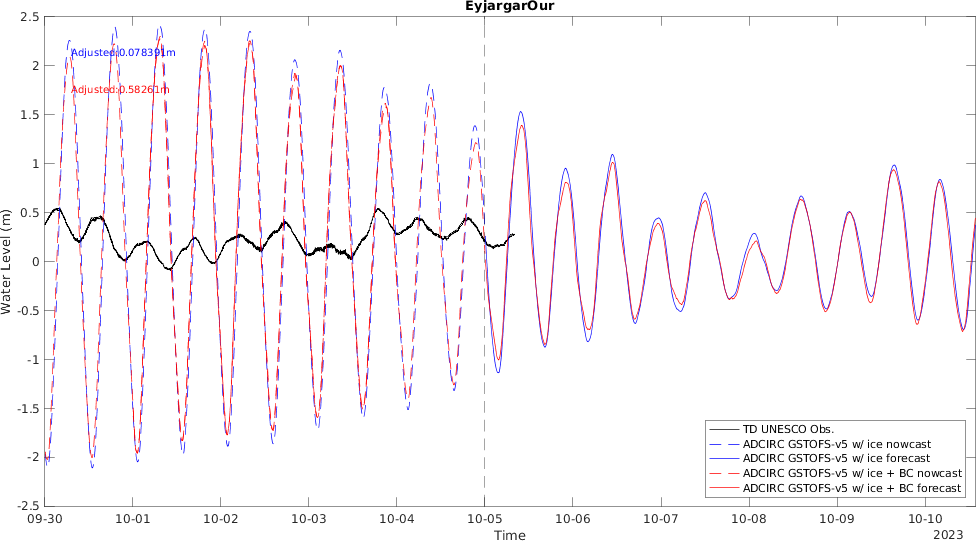 EyjargarOur
2.5
2
1.5
1
0.5
0
-0.5
-1
-1.5
-2
-2.5
Water Level (m)
Adjusted:0.078391m
Adjusted:0.58261m
TD UNESCO Obs.
ADCIRC GSTOFS-v5 w/ ice nowcast
ADCIRC GSTOFS-v5 w/ ice forecast
ADCIRC GSTOFS-v5 w/ ice + BC nowcast
ADCIRC GSTOFS-v5 w/ ice + BC forecast
09-30 10-01 10-02 10-03 10-04 10-05 10-06 10-07 10-08 10-09 10-10
Time
2023